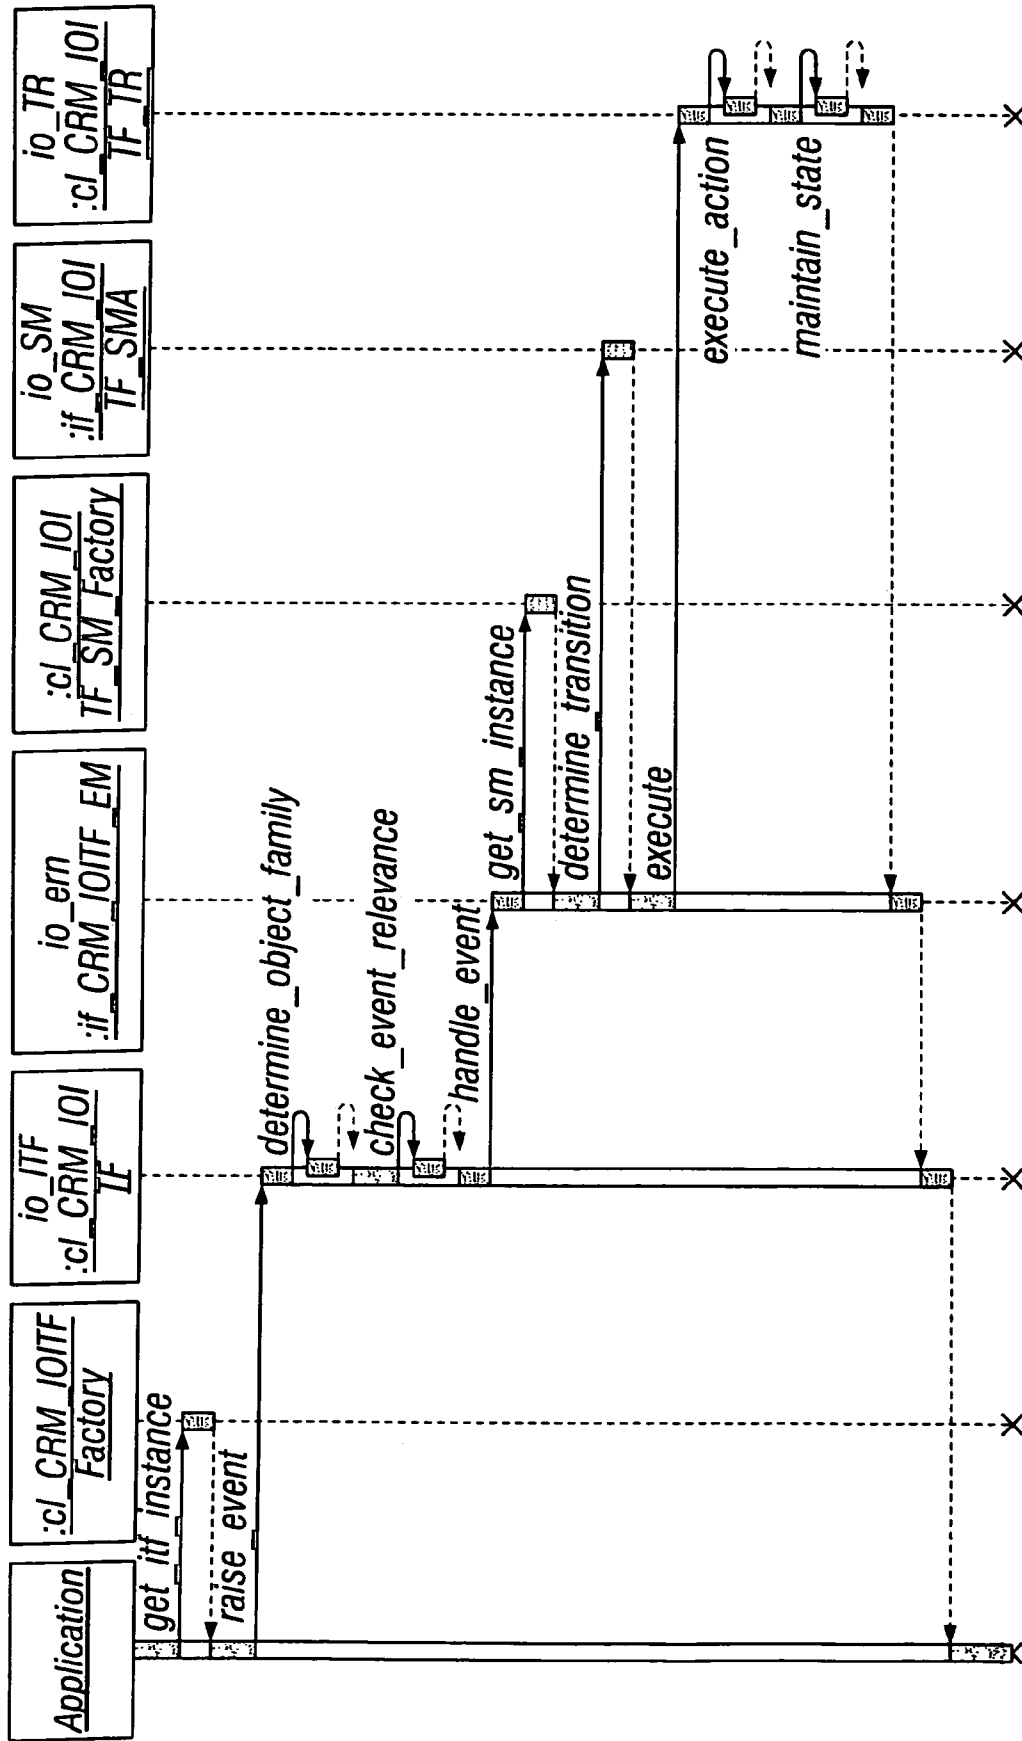 Application
:cl_CRM_IOITF
Factory
io_ITF
:cl_CRM_IOI
TF
io_ern
:if_CRM_IOITF_EM
:cl_CRM_IOI
TF_SM_Factory
io_SM
:if_CRM_IOI
TF_SMA
io_TR
:cl_CRM_IOI
TF_TR
get_itf_instance
raise_event
determine_object_family
check_event_relevance
handle_event
get_sm_instance
determine_transition
execute
execute_action
maintain_state